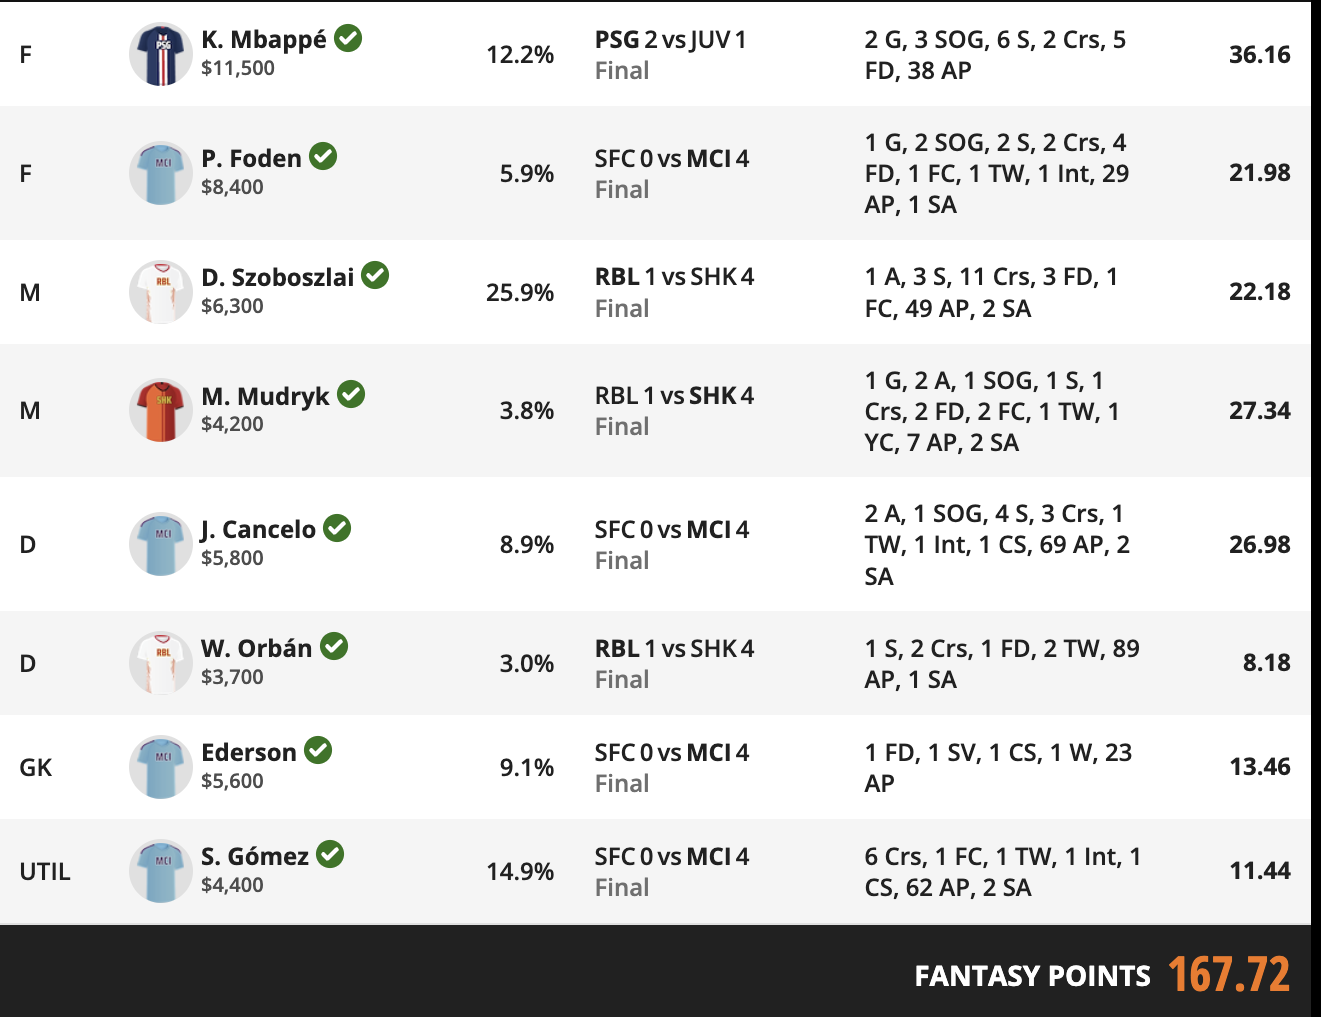 F
PSG
K. Mbappé
$11,500
12.2%
PSG 2 vs JUV 1
Final
2 G, 3 SOG, 6 S, 2 Crs, 5
FD, 38 AP
36.16
F
MCI
P. Foden
$8,400
5.9%
SFC 0 vs MCI 4
Final
1 G, 2 SOG, 2 S, 2 Crs, 4
FD, 1 FC, 1 TW, 1 Int, 29
AP, 1 SA
21.98
M
RBL
D. Szoboszlai
$6,300
25.9%
RBL 1 vs SHK 4
Final
1 A, 3 S, 11 Crs, 3 FD, 1
FC, 49 AP, 2 SA
22.18
M
SHK
M. Mudryk
$4,200
3.8%
RBL 1 vs SHK 4
Final
1 G, 2 A, 1 SOG, 1 S, 1
Crs, 2 FD, 2 FC, 1 TW, 1
YC, 7 AP, 2 SA
27.34
D
MCI
J. Cancelo
$5,800
8.9%
SFC 0 vs MCI 4
Final
2 A, 1 SOG, 4 S, 3 Crs, 1
TW, 1 Int, 1 CS, 69 AP, 2
SA
26.98
D
RBL
W. Orbán
$3,700
3.0%
RBL 1 vs SHK 4
Final
1 S, 2 Crs, 1 FD, 2 TW, 89
AP, 1 SA
8.18
GK
MCI
Ederson
$5,600
9.1%
SFC 0 vs MCI 4
Final
1 FD, 1 SV, 1 CS, 1 W, 23
AP
13.46
UTIL
MCI
S. Gómez
$4,400
14.9%
SFC 0 vs MCI 4
Final
6 Crs, 1 FC, 1 TW, 1 Int, 1
CS, 62 AP, 2 SA
11.44
FANTASY POINTS 167.72